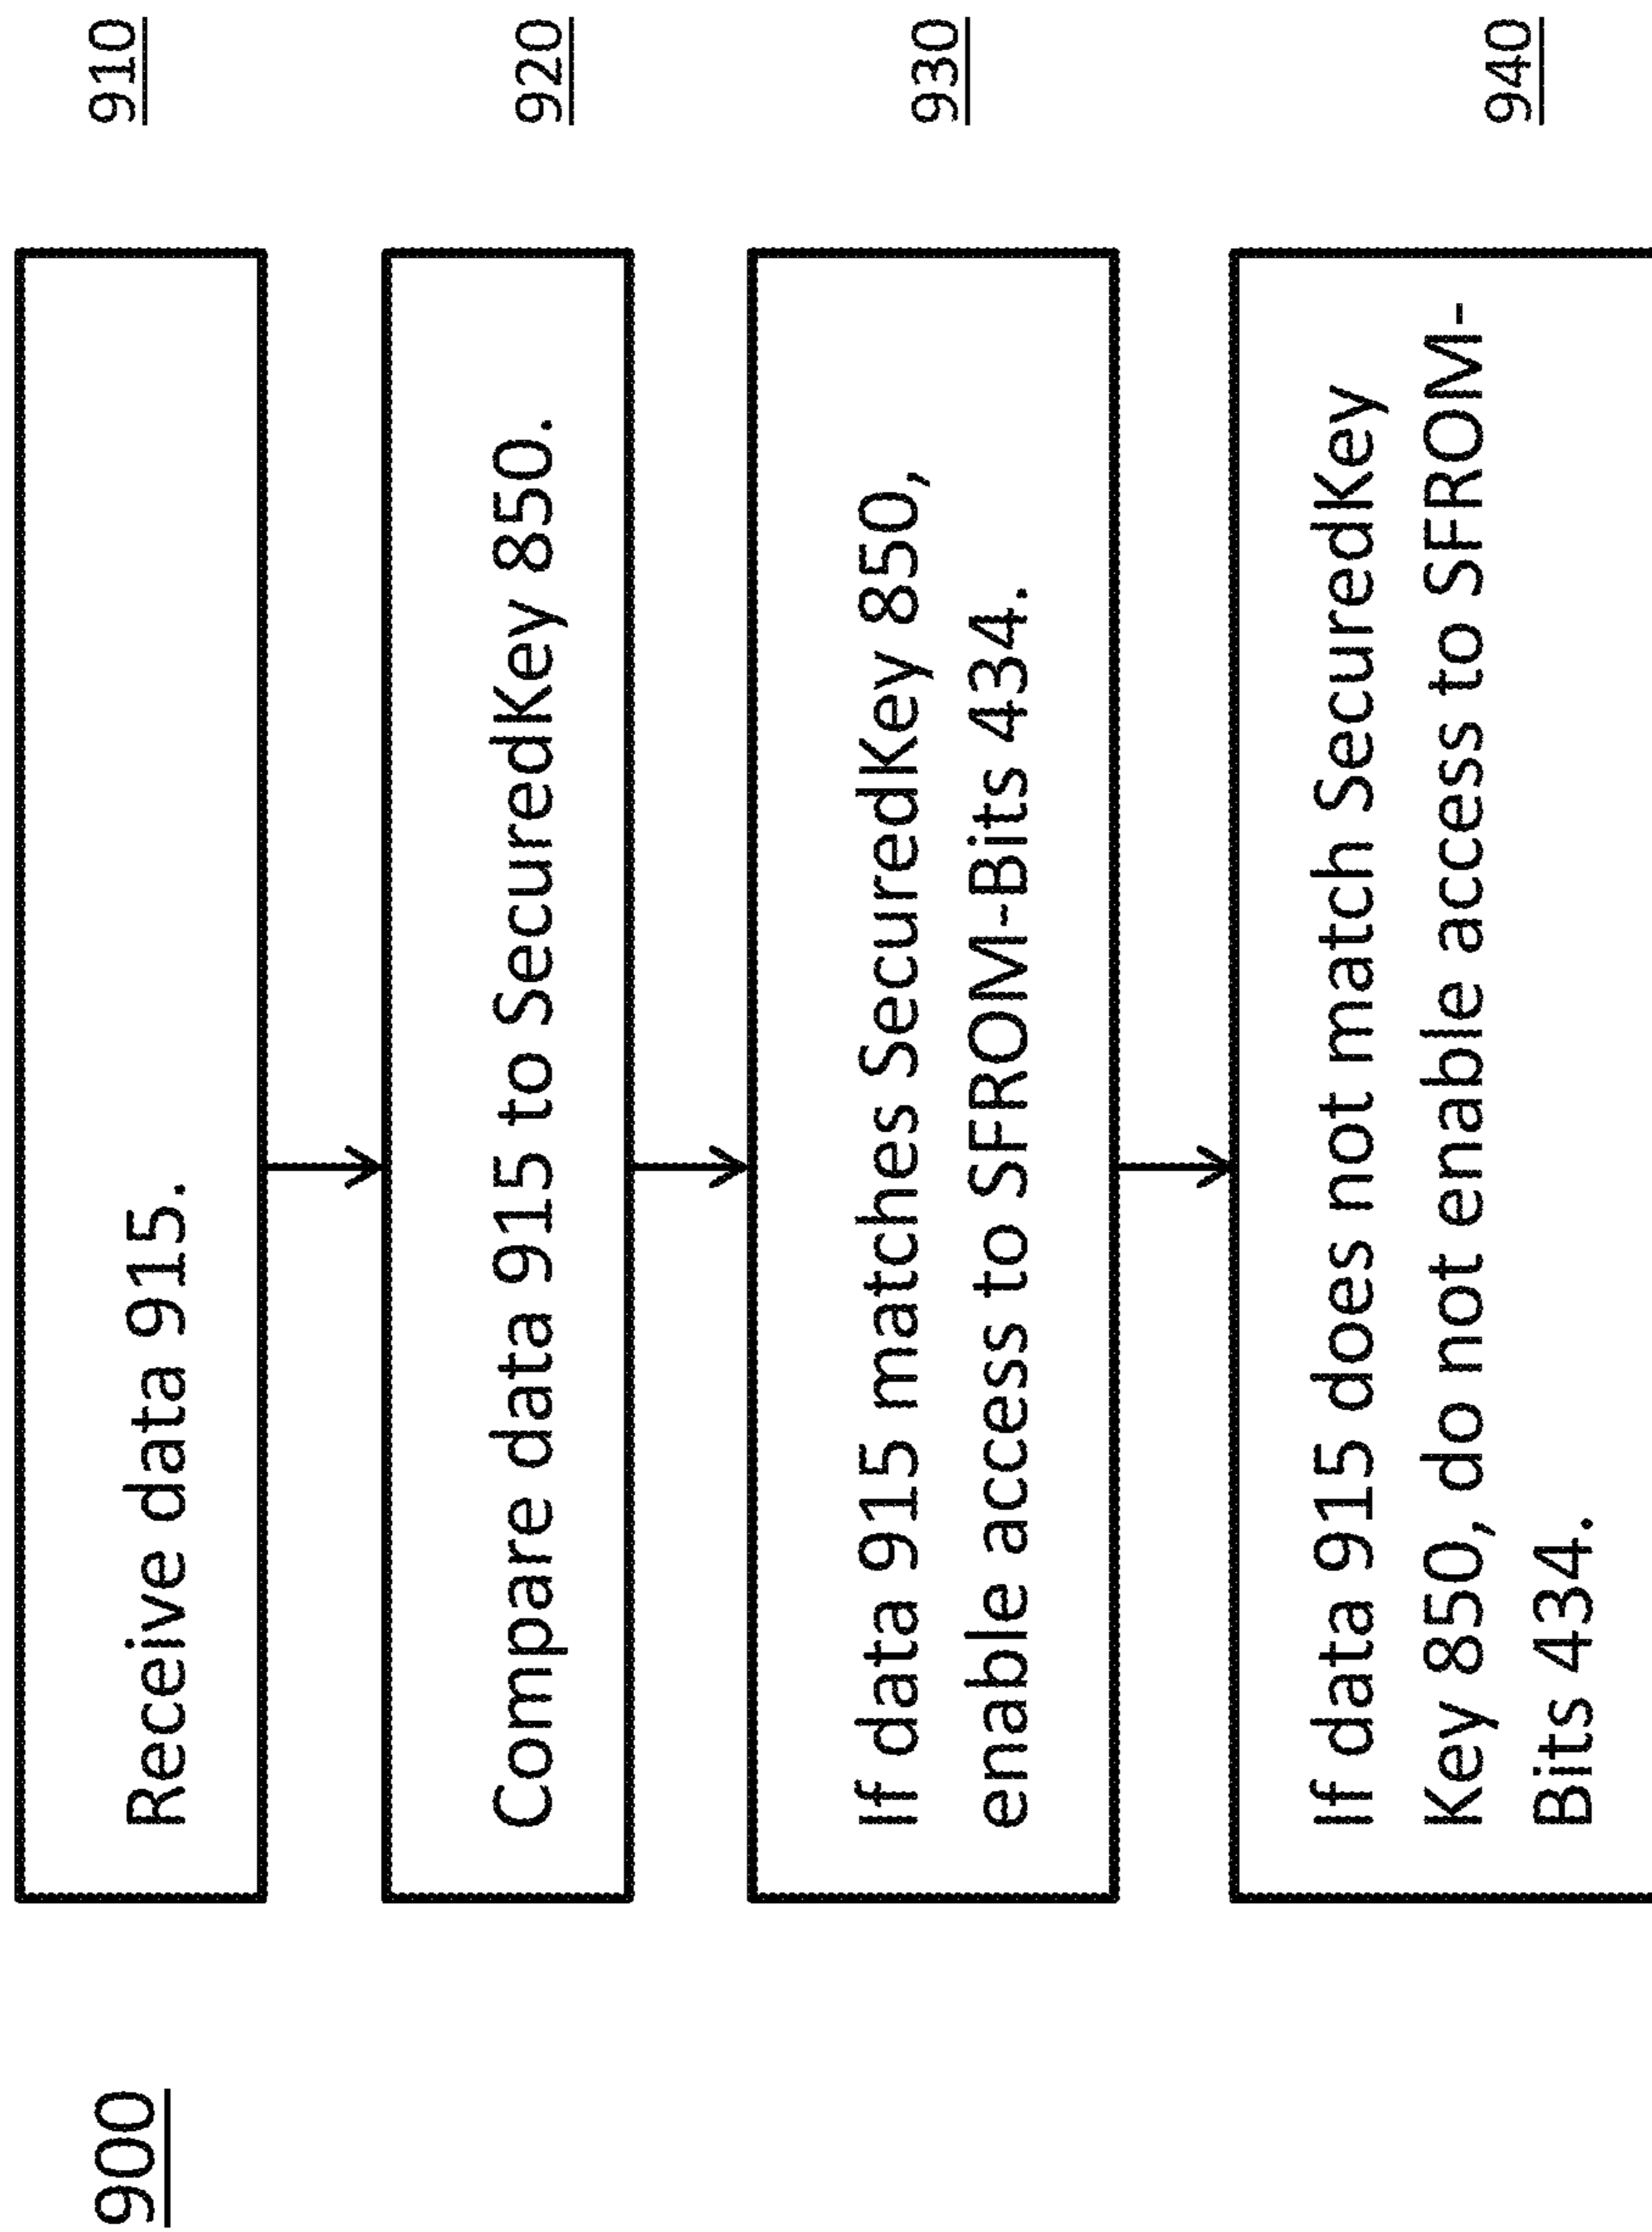 900
Receive data 915.
910
Compare data 915 to SecuredKey 850.
920
If data 915 matches SecuredKey 850,
enable access to SFROM-Bits 434.
930
If data 915 does not match SecuredKey
Key 850, do not enable access to SFROM-
Bits 434.
940